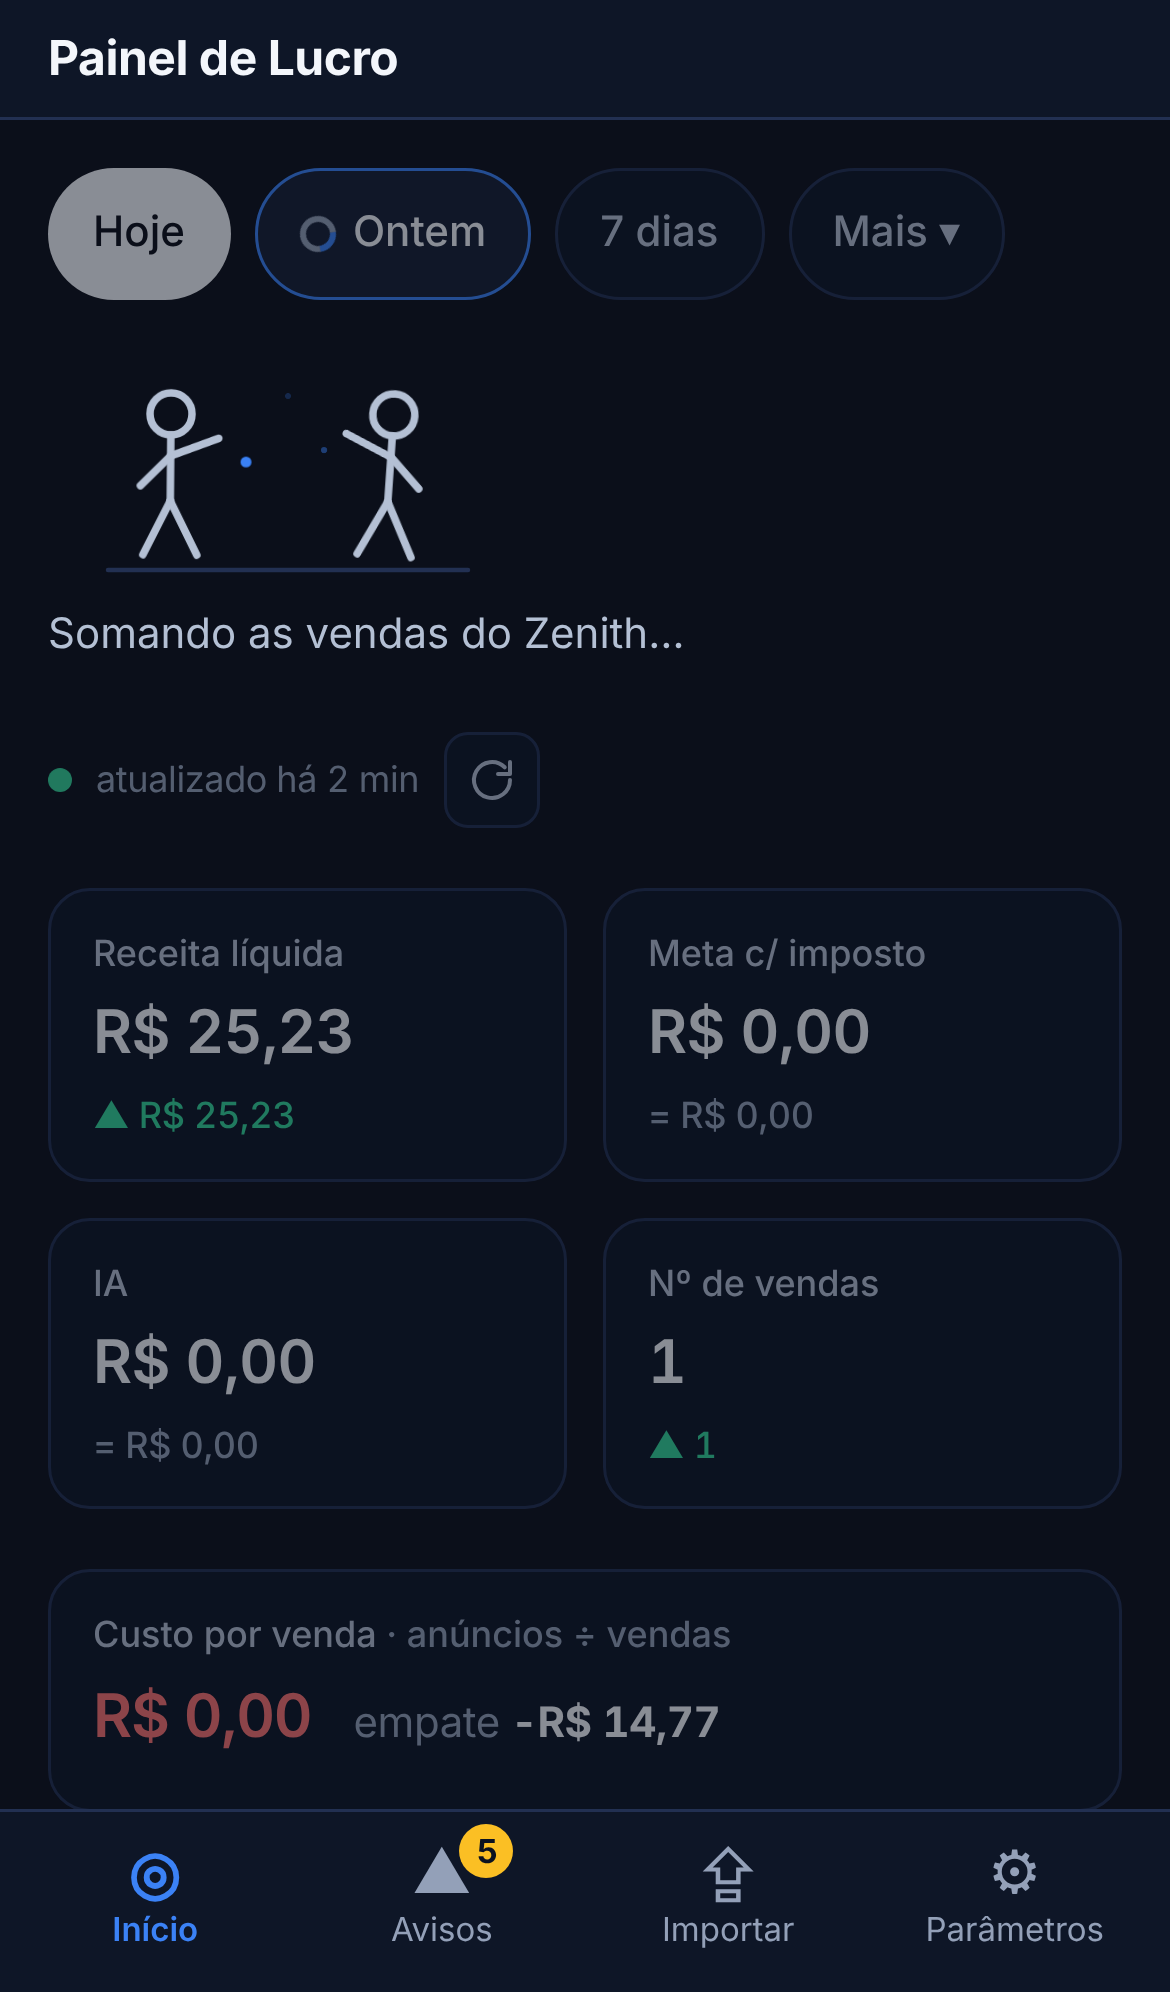 Painel de Lucro
Hoje Ontem 7 dias Mais ▾
Somando as vendas do Zenith...
atualizado há 2 min
Receita líquida
R$ 25,23
▲ R$ 25,23
Meta c/ imposto
R$ 0,00
= R$ 0,00
IA
R$ 0,00
= R$ 0,00
Nº de vendas
1
▲ 1
Custo por venda · anúncios ÷ vendas
R$ 0,00 empate -R$ 14,77
5
Início Avisos Importar Parâmetros